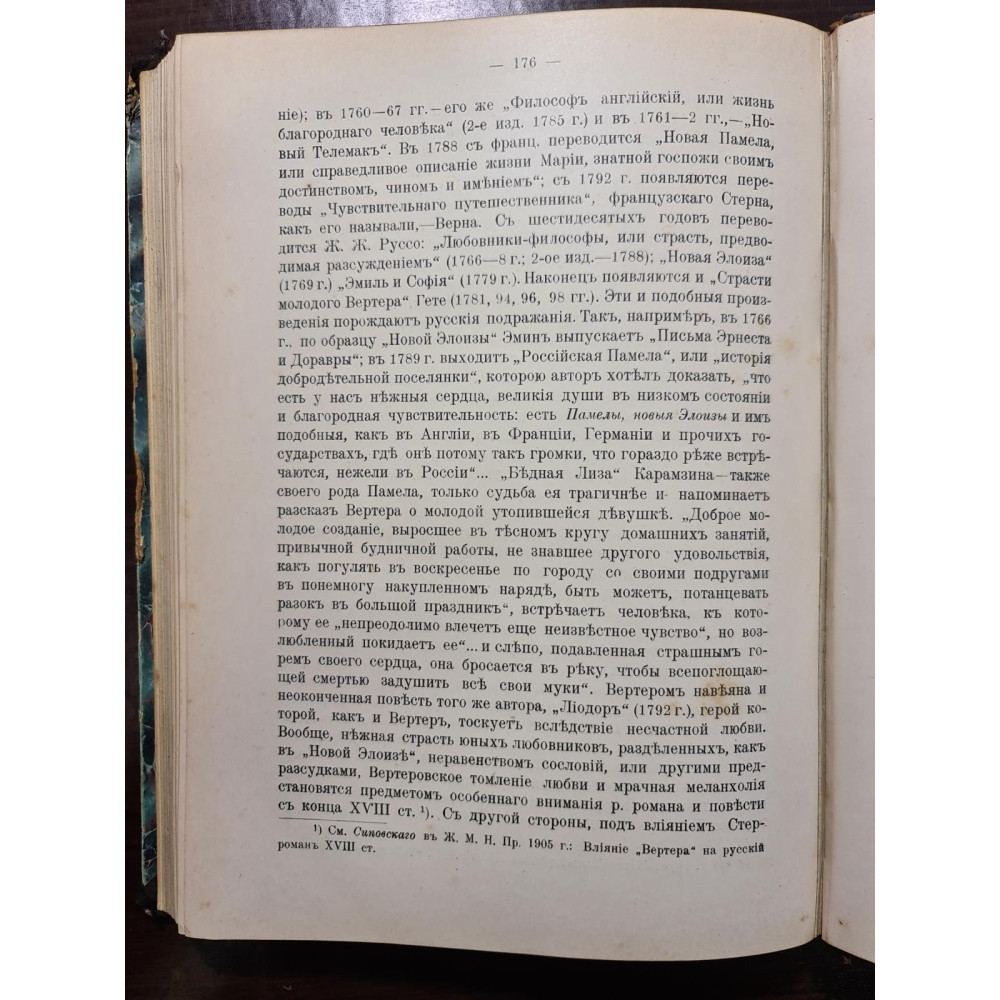 — 176 —
ніе); въ 1760—67 гг.—его же „Философъ англійскій, или жизнь
благороднаго человѣка“ (2-е изд. 1785 г.) и въ 1761—2 гг.,—„Но-
вый Телемакъ“. Въ 1788 съ франц. переводится „Новая Памела,
или справедливое описаніе жизни Маріи, знатной госпожи своимъ
достинствомъ, чиномъ и имѣніемъ“; съ 1792 г. появляются пере-
воды „Чувствительнаго путешественника“, французскаго Стерна,
какъ его называли,—Верна. Съ шестидесятыхъ годовъ перево-
дится Ж. Ж. Руссо: „Любовники-философы, или страсть, предво-
димая разсужденіемъ“ (1766—8 г.; 2-ое изд.—1788); „Новая Элоиза“
(1769 г.) „Эмиль и Софія“ (1779 г.). Наконецъ появляются и „Страсти
молодого Вертера“ Гете (1781, 94, 96, 98 гг.). Эти и подобныя произ-
веденія порождаютъ русскія подражанія. Такъ, напримѣръ, въ 1766
г., по образцу „Новой Элоизы“ Эминъ выпускаетъ „Письма Эрнеста
и Доравры“; въ 1789 г. выходитъ „Россійская Памела“, или „исторія
добродѣтельной поселянки“, которою авторъ хотѣлъ доказать, „что
есть у насъ нѣжныя сердца, великія души въ низкомъ состояніи
и благородная чувствительность: есть Памелы, новыя Элоизы и имъ
подобныя, какъ въ Англіи, въ Франціи, Германіи и прочихъ го-
сударствахъ, гдѣ онѣ потому такъ громки, что гораздо рѣже встрѣ-
чаются, нежели въ Россіи“... „Бѣдная Лиза“ Карамзина—также
своего рода Памела, только судьба ея трагичнѣе и напоминаетъ
разсказъ Вертера о молодой утопившейся дѣвушкѣ. „Доброе мо-
лодое созданіе, выросшее въ тѣсномъ кругу домашнихъ занятій,
привычной будничной работы, не знавшее другого удовольствія,
какъ погулять въ воскресенье по городу со своими подругами
въ понемногу накупленномъ нарядѣ, быть можетъ, потанцевать
разокъ въ большой праздникъ“, встрѣчаетъ человѣка, къ кото-
рому ее „непреодолимо влечетъ еще неизвѣстное чувство“, но воз-
любленный покидаетъ ее“... и слѣпо, подавленная страшнымъ го-
ремъ своего сердца, она бросается въ рѣку, чтобы всепоглощаю-
щей смертью задушить всѣ свои муки“. Вертеромъ навѣяна и
неоконченная повѣсть того же автора, „Ліодоръ“ (1792 г.), герой ко-
торой, какъ и Вертеръ, тоскуетъ вслѣдствіе несчастной любви.
Вообще, нѣжная страсть юныхъ любовниковъ, раздѣленныхъ, какъ
въ „Новой Элоизѣ“, неравенствомъ сословій, или другими пред-
разсудками, Вертеровское томленіе любви и мрачная меланхолія
становятся предметомъ особеннаго вниманія р. романа и повѣсти
съ конца XVIII ст. ¹). Съ другой стороны, подъ вліяніемъ Стер-
¹) См. Сиповскаго въ Ж. М. Н. Пр. 1905 г.: Вліяніе „Вертера“ на русскій
романъ XVIII ст.